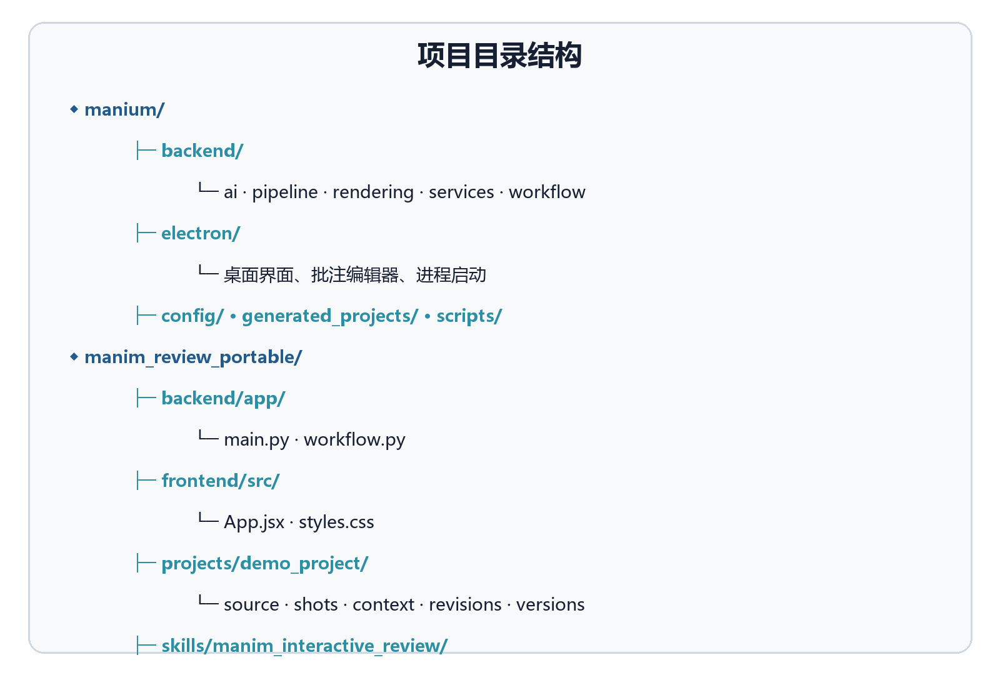 项目目录结构
◆ manium/
├─ backend/
└─ ai · pipeline · rendering · services · workflow
├─ electron/
└─ 桌面界面、批注编辑器、进程启动
├─ config/ • generated_projects/ • scripts/
◆ manim_review_portable/
├─ backend/app/
└─ main.py · workflow.py
├─ frontend/src/
└─ App.jsx · styles.css
├─ projects/demo_project/
└─ source · shots · context · revisions · versions
├─ skills/manim_interactive_review/